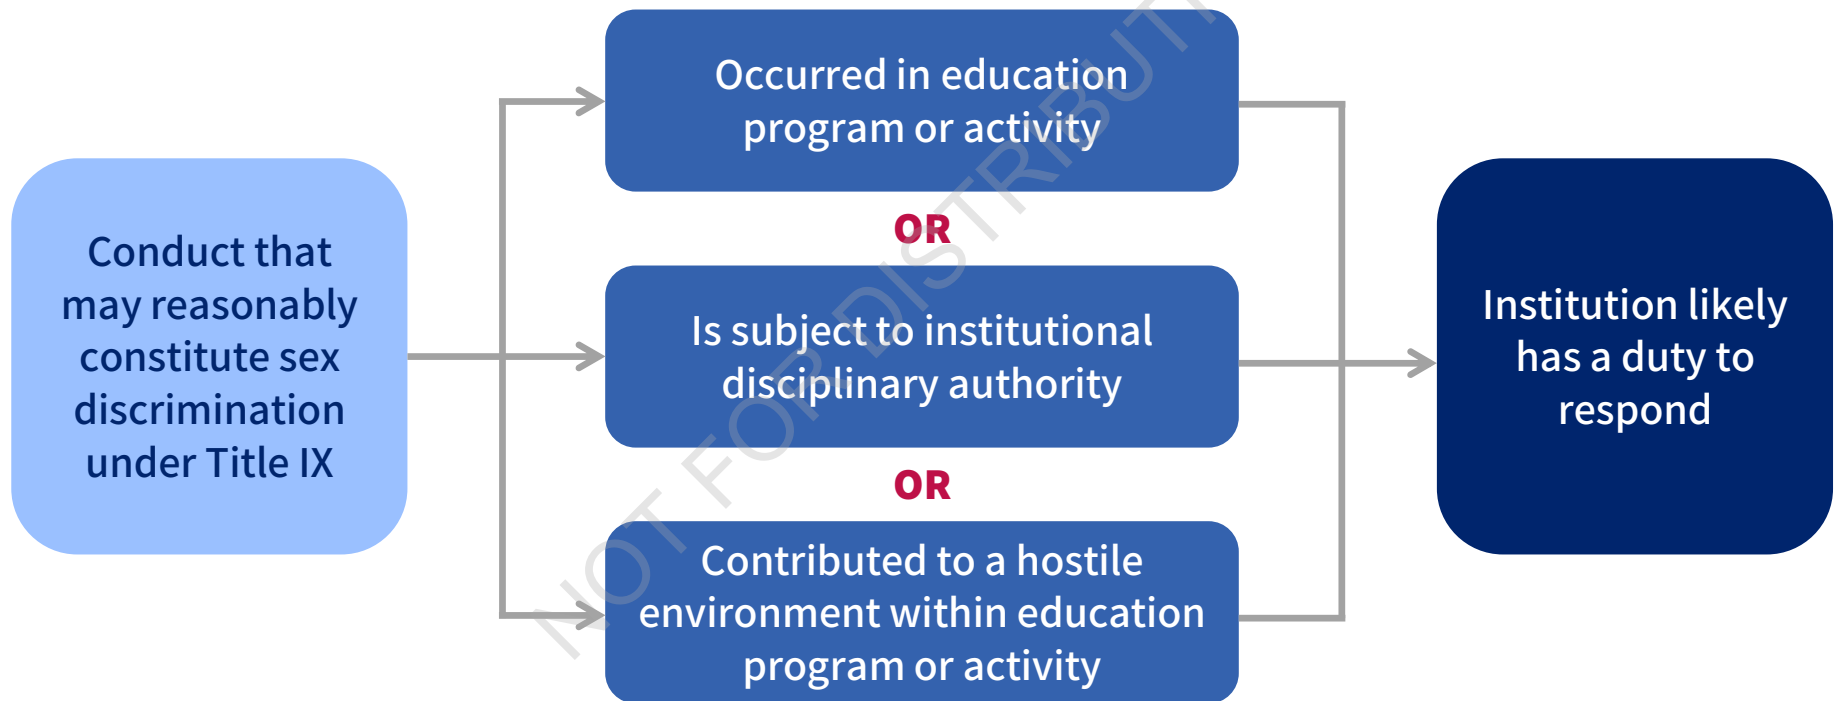 Conduct that
may reasonably
constitute sex
discrimination
under Title IX
Occurred in education
program or activity
OR
Is subject to institutional
disciplinary authority
OR
Contributed to a hostile
environment within education
program or activity
Institution likely
has a duty to
respond
NOT FOR DISTRIBUT